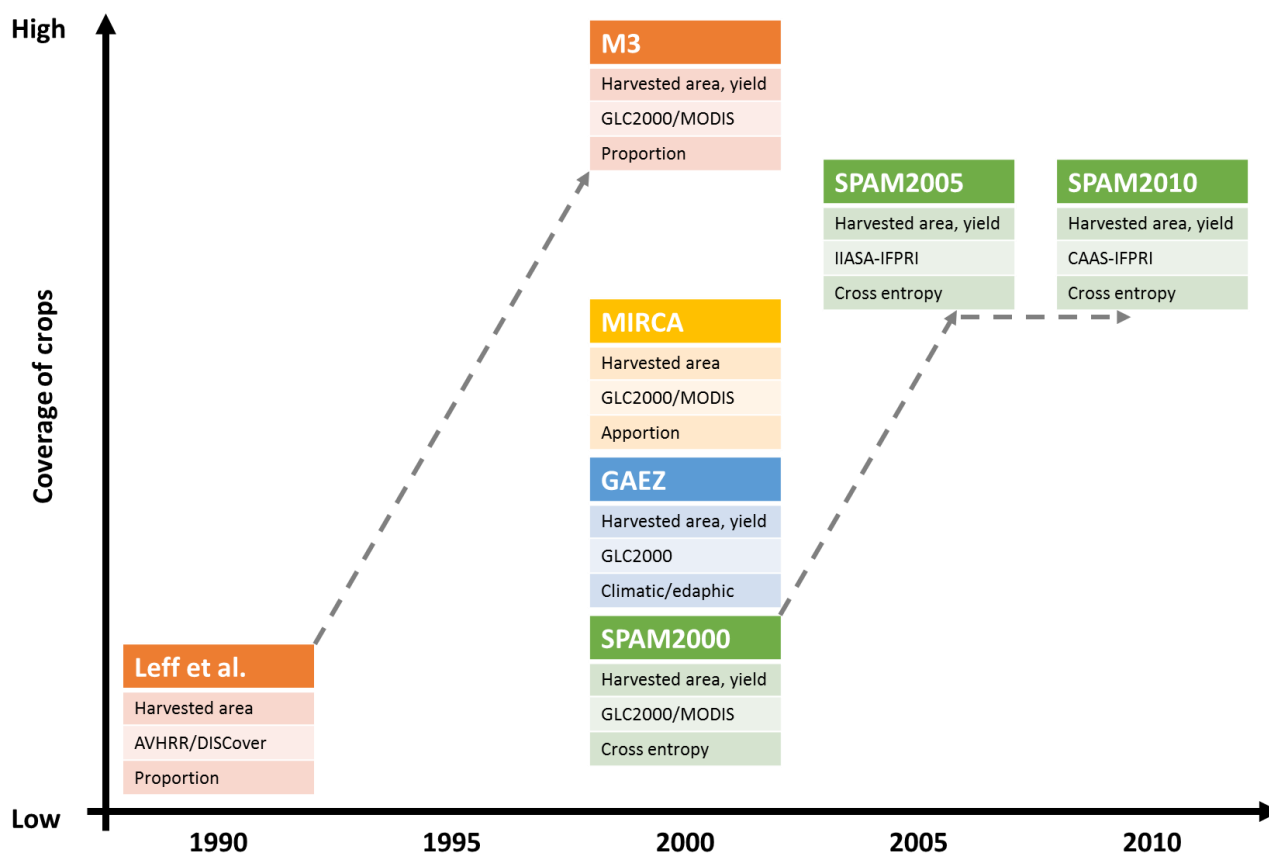 High
M3
Harvested area, yield
GLC2000/MODIS
Proportion
SPAM2005
Harvested area, yield
IIASA-IFPRI
Cross entropy
SPAM2010
Harvested area, yield
CAAS-IFPRI
Cross entropy
Coverage of crops
MIRCA
Harvested area
GLC2000/MODIS
Apportion
GAEZ
Harvested area, yield
GLC2000
Climatic/edaphic
SPAM2000
Harvested area, yield
GLC2000/MODIS
Cross entropy
Leff et al.
Harvested area
AVHRR/DISCover
Proportion
Low
1990 1995 2000 2005 2010